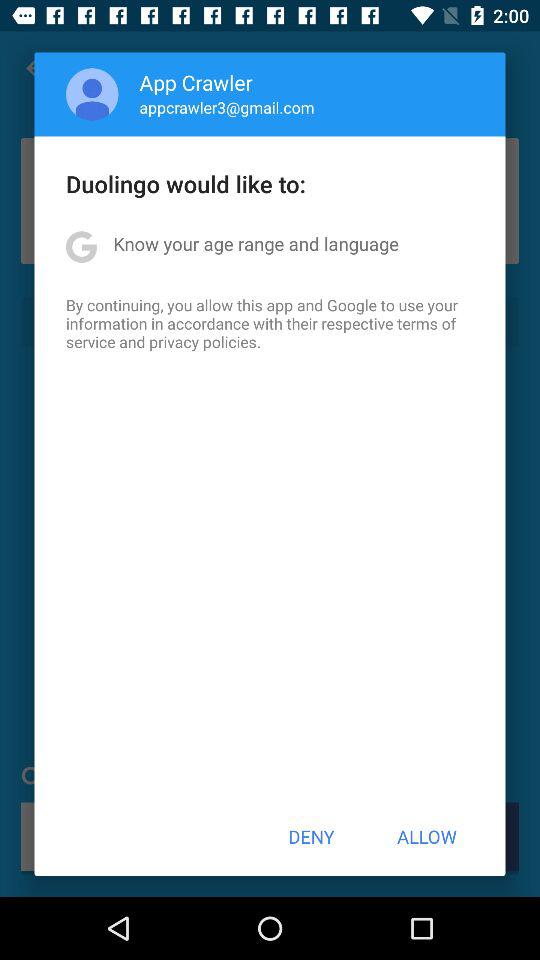 2:00
App Crawler
appcrawler3@gmail.com
Duolingo would like to:
G Know your age range and language
By continuing, you allow this app and Google to use your
information in accordance with their respective terms of
service and privacy policies.
DENY ALLOW